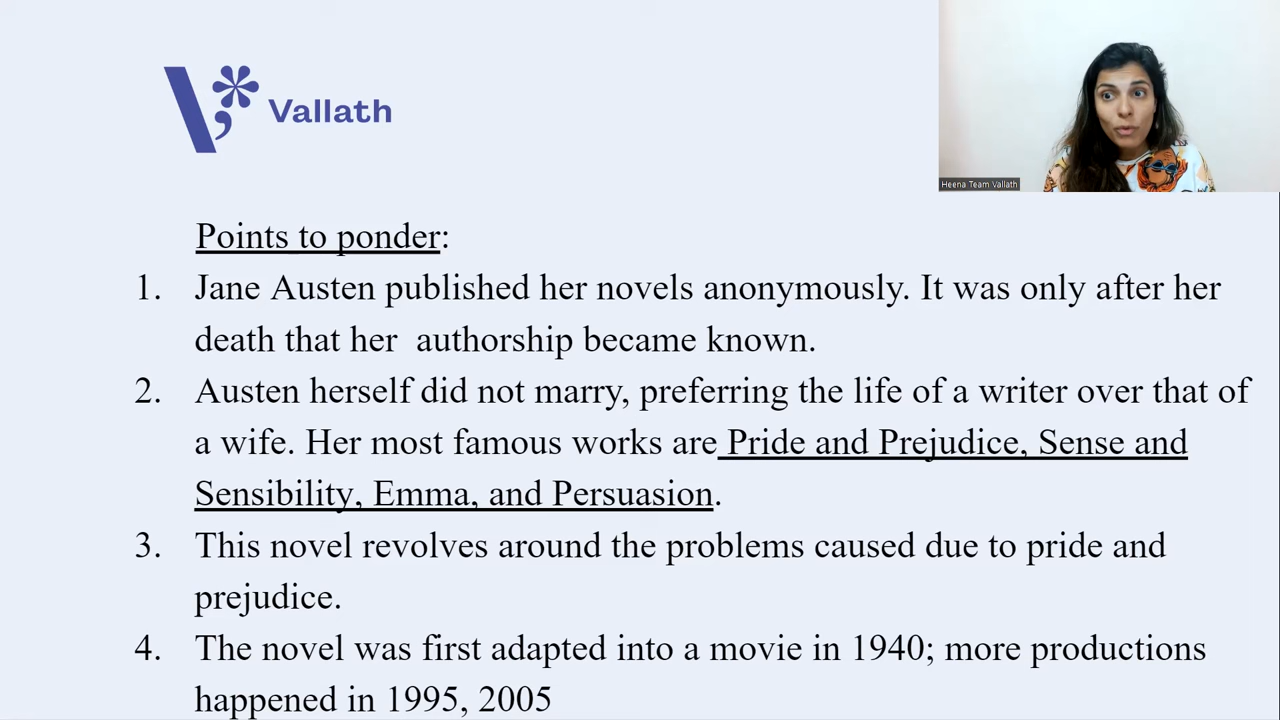 Vallath
Heena Team Vallath
Points to ponder:
1. Jane Austen published her novels anonymously. It was only after her
death that her authorship became known.
2. Austen herself did not marry, preferring the life of a writer over that of
a wife. Her most famous works are Pride and Prejudice, Sense and
Sensibility, Emma, and Persuasion.
3. This novel revolves around the problems caused due to pride and
prejudice.
4. The novel was first adapted into a movie in 1940; more productions
happened in 1995, 2005